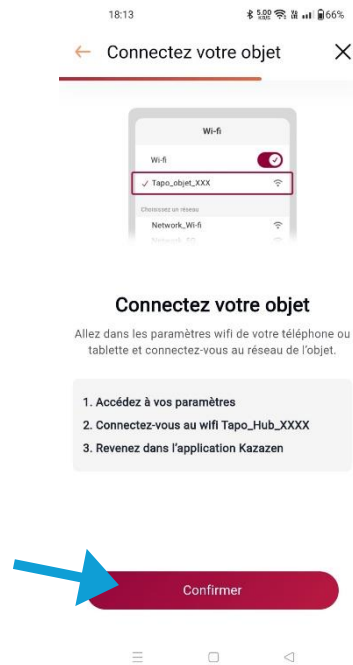 18:13
5.00 66%
Connectez votre objet
Wi-fi
Wi-fi
Tapo_objet_XXX
Choisissez un réseau
Network_Wi-fi
Connectez votre objet
Allez dans les paramètres wifi de votre téléphone ou
tablette et connectez-vous au réseau de l'objet.
1. Accédez à vos paramètres
2. Connectez-vous au wifi Tapo_Hub_XXXX
3. Revenez dans l'application Kazazen
Confirmer